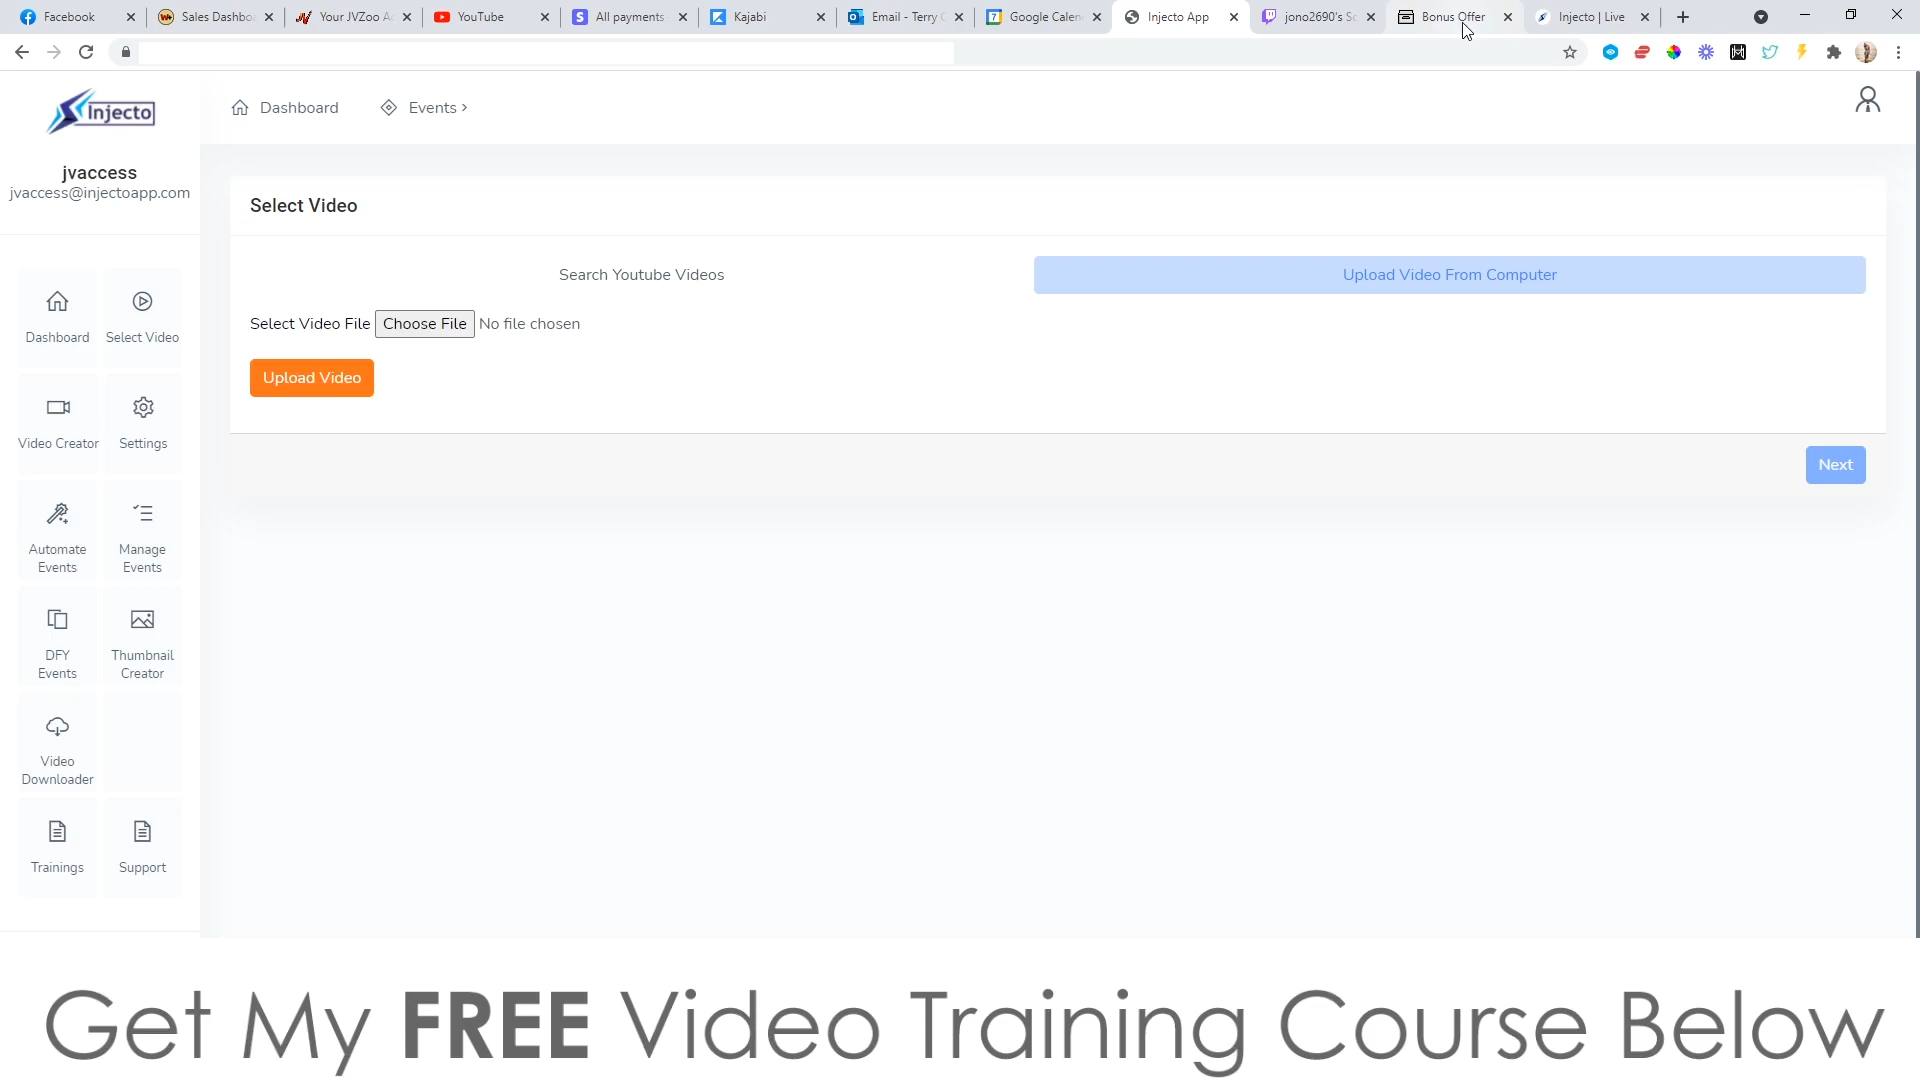 Facebook
Sales Dashbo
Your JVZoo Ac
YouTube
All payments
Kajabi
Email - Terry
Google Calen
Injecto App
jono2690's Sc
Bonus Offer
Injecto | Live
Injecto
Dashboard
Events
jvaccess
jvaccess@injectoapp.com
Select Video
Search Youtube Videos
Upload Video From Computer
Select Video File Choose File No file chosen
Upload Video
Next
Dashboard
Select Video
Video Creator
Settings
Automate
Events
Manage
Events
DFY
Events
Thumbnail
Creator
Video
Downloader
Trainings
Support
Get My FREE Video Training Course Below